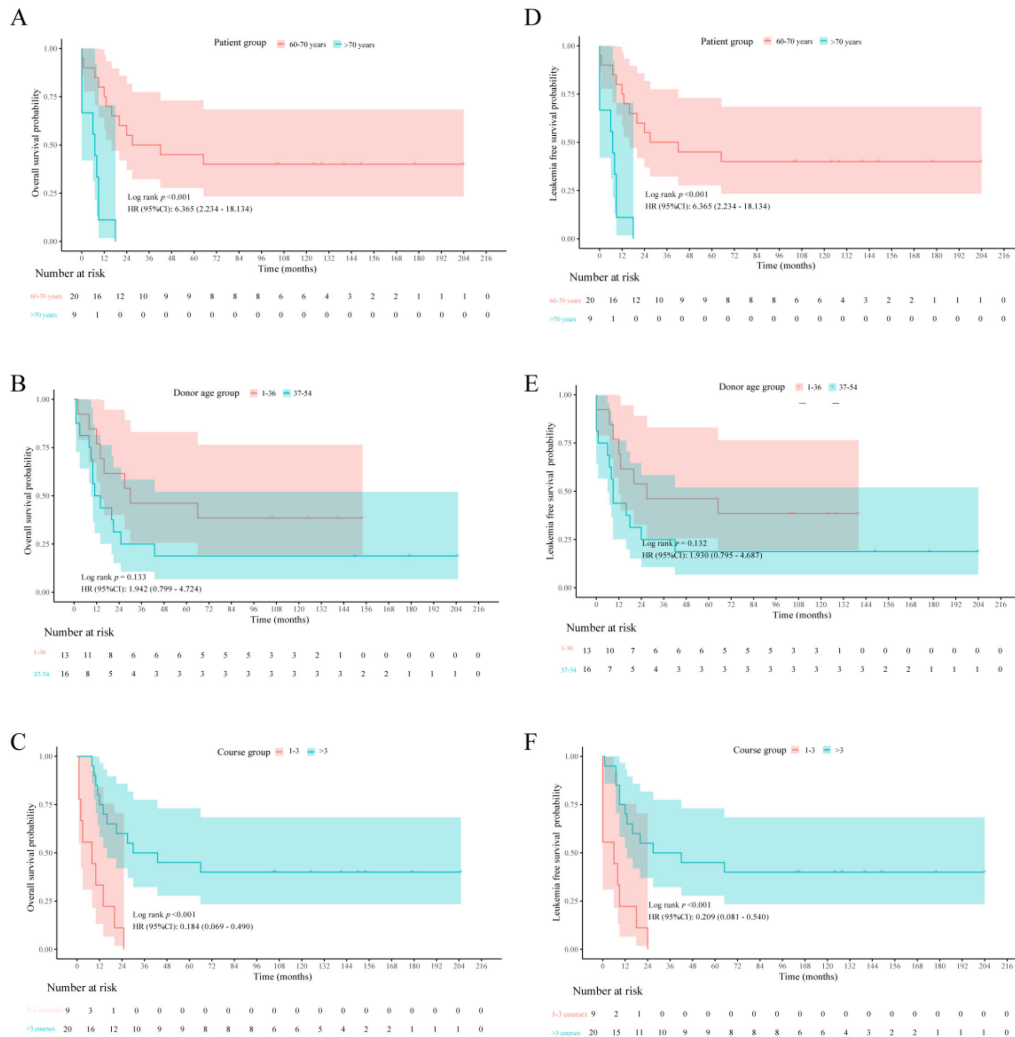 A
Patient group 60-70 years >70 years
Overall survival probability
1.00
0.75
0.50
0.25
0.00
Log rank p <0.001
HR (95%CI): 6.365 (2.234 - 18.134)
0 12 24 36 48 60 72 84 96 108 120 132 144 156 168 180 192 204 216
Time (months)
Number at risk
60-70 years 20 16 12 10 9 9 8 8 8 6 6 4 3 2 2 1 1 1 0
>70 years 9 1 0 0 0 0 0 0 0 0 0 0 0 0 0 0 0 0 0
D
Patient group 60-70 years >70 years
Leukemia free survival probability
1.00
0.75
0.50
0.25
0.00
Log rank p <0.001
HR (95%CI): 6.365 (2.234 - 18.134)
0 12 24 36 48 60 72 84 96 108 120 132 144 156 168 180 192 204 216
Time (months)
Number at risk
60-70 years 20 16 12 10 9 9 8 8 8 6 6 4 3 2 2 1 1 1 0
>70 years 9 1 0 0 0 0 0 0 0 0 0 0 0 0 0 0 0 0 0
B
Donor age group 1-36 37-54
Overall survival probability
1.00
0.75
0.50
0.25
0.00
Log rank p = 0.133
HR (95%CI): 1.942 (0.799 - 4.724)
0 12 24 36 48 60 72 84 96 108 120 132 144 156 168 180 192 204 216
Time (months)
Number at risk
1-36 13 11 8 6 6 6 5 5 5 3 3 2 1 0 0 0 0 0 0
37-54 16 8 5 4 3 3 3 3 3 3 3 3 3 2 2 1 1 1 0
E
Donor age group 1-36 37-54
Leukemia free survival probability
1.00
0.75
0.50
0.25
0.00
Log rank p = 0.132
HR (95%CI): 1.930 (0.795 - 4.687)
0 12 24 36 48 60 72 84 96 108 120 132 144 156 168 180 192 204 216
Time (months)
Number at risk
1-36 13 10 7 6 6 6 5 5 5 3 3 1 0 0 0 0 0 0 0
37-54 16 7 5 4 3 3 3 3 3 3 3 3 3 2 2 1 1 1 0
C
Course group 1-3 >3
Overall survival probability
1.00
0.75
0.50
0.25
0.00
Log rank p <0.001
HR (95%CI): 0.184 (0.069 - 0.490)
0 12 24 36 48 60 72 84 96 108 120 132 144 156 168 180 192 204 216
Time (months)
Number at risk
1-3 courses 9 3 1 0 0 0 0 0 0 0 0 0 0 0 0 0 0 0 0
>3 courses 20 16 12 10 9 9 8 8 8 6 6 5 4 2 2 1 1 1 0
F
Course group 1-3 >3
Leukemia free survival probability
1.00
0.75
0.50
0.25
0.00
Log rank p <0.001
HR (95%CI): 0.209 (0.081 - 0.540)
0 12 24 36 48 60 72 84 96 108 120 132 144 156 168 180 192 204 216
Time (months)
Number at risk
1-3 courses 9 2 1 0 0 0 0 0 0 0 0 0 0 0 0 0 0 0 0
>3 courses 20 15 11 10 9 9 8 8 8 6 6 4 3 2 2 1 1 1 0